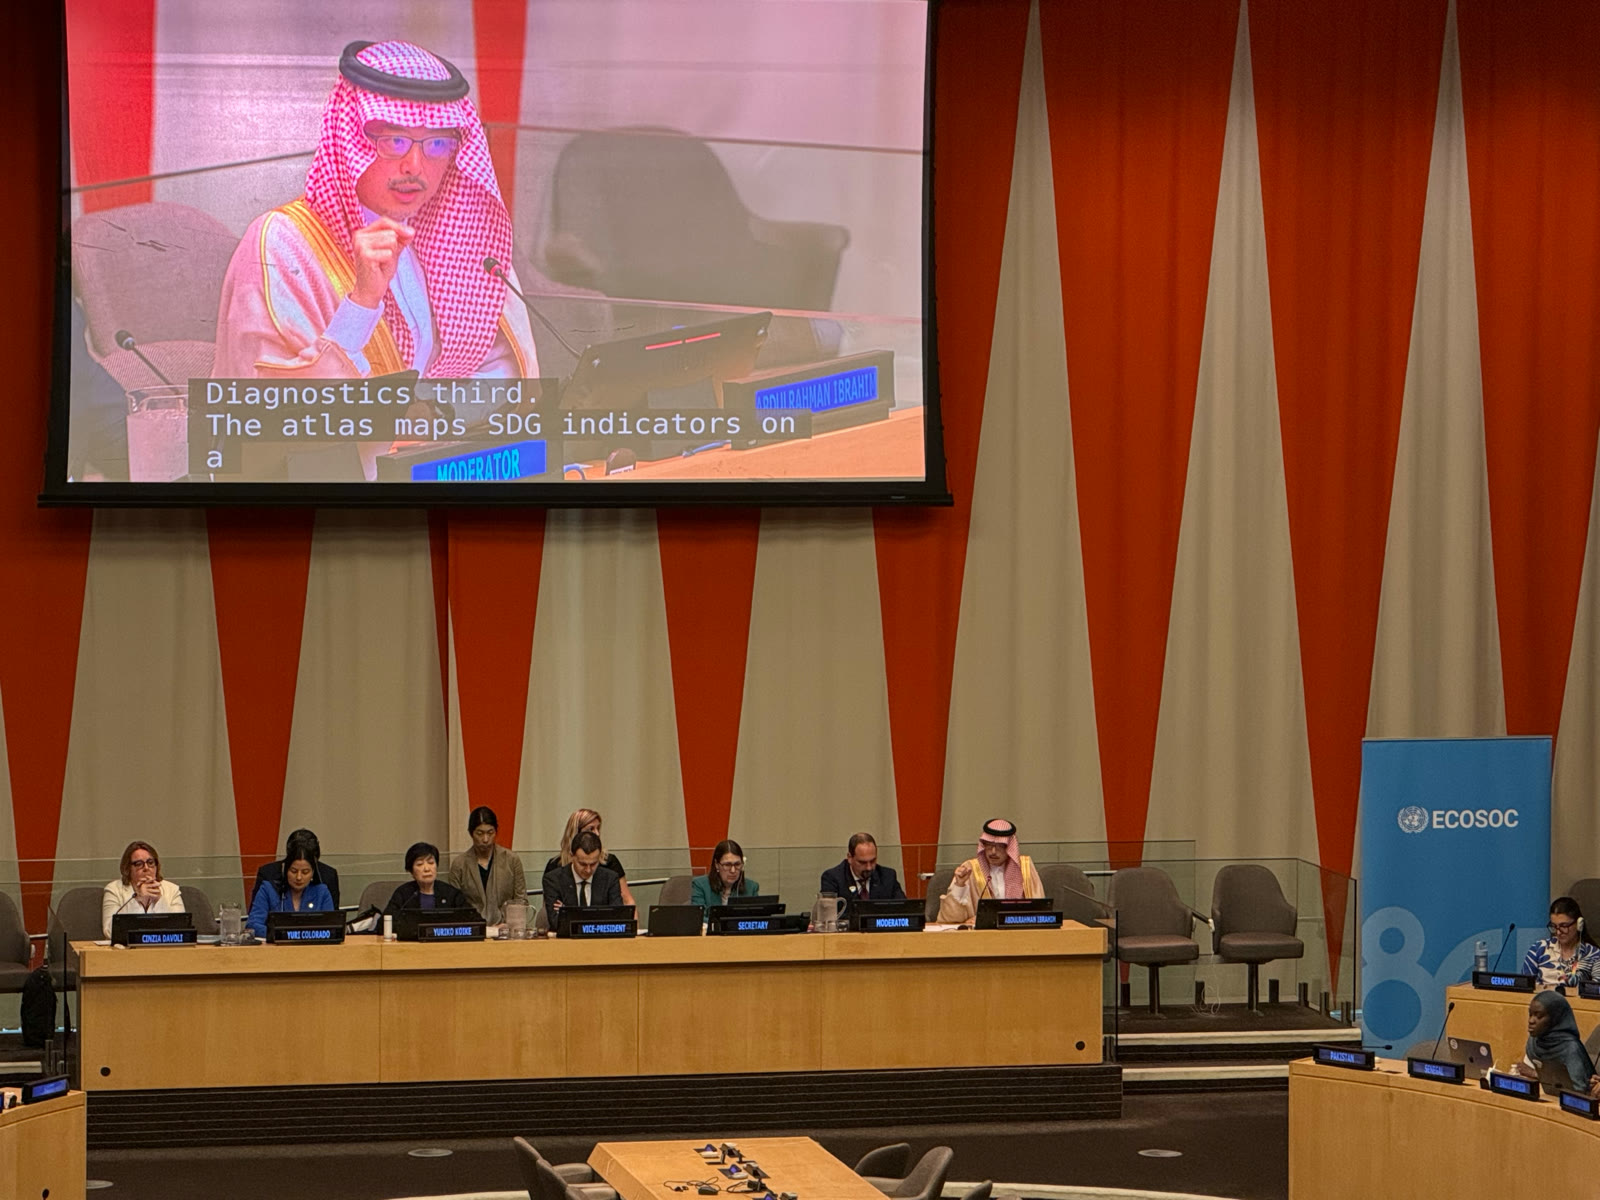 Diagnostics third.
The atlas maps SDG indicators on
a
ABDULRAHMAN IBRAHIM
MODERATOR
ECOSOC
CINZIA DAVOLI
YURI COLORADO
YURIKO KOIKE
VICE-PRESIDENT
SECRETARY
MODERATOR
ABDULRAHMAN IBRAHIM
GERMANY
PAKISTAN
SENEGAL